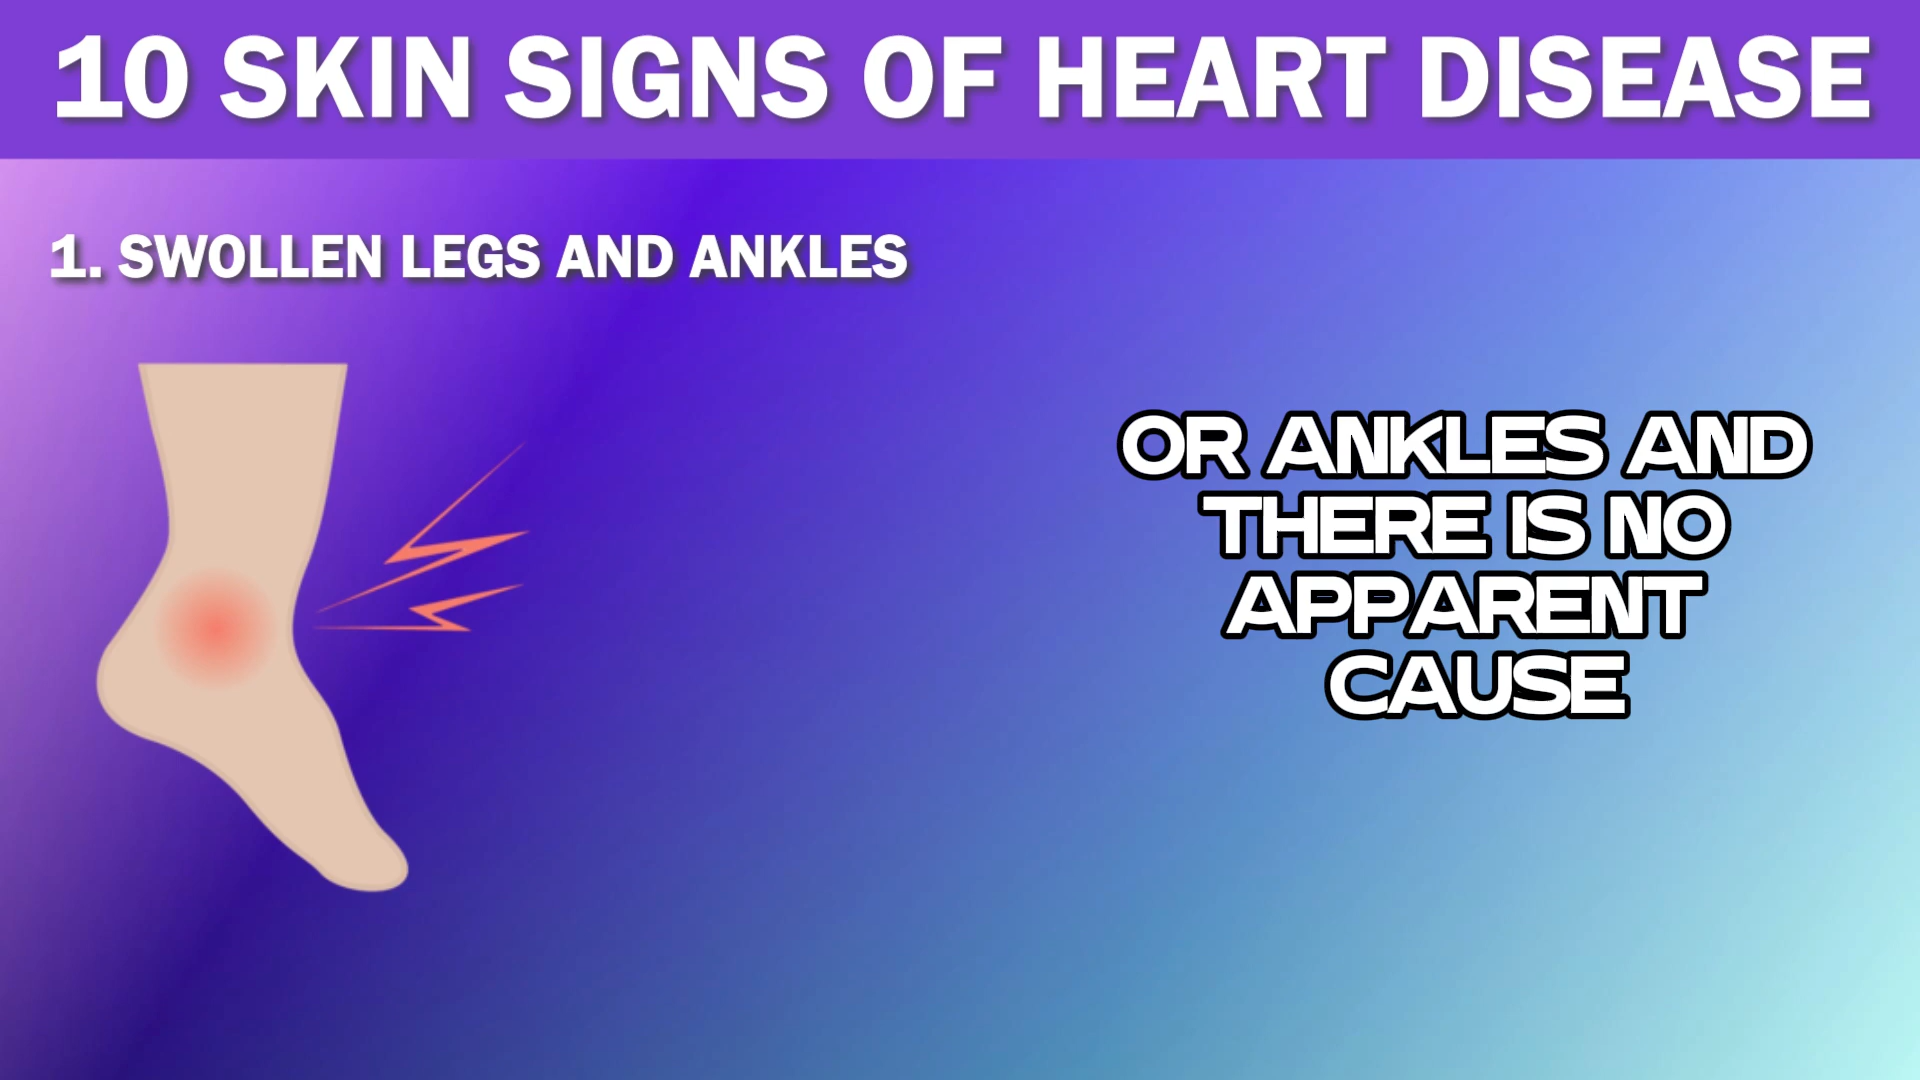 10 SKIN SIGNS OF HEART DISEASE
1. SWOLLEN LEGS AND ANKLES
OR ANKLES AND
THERE IS NO
APPARENT
CAUSE